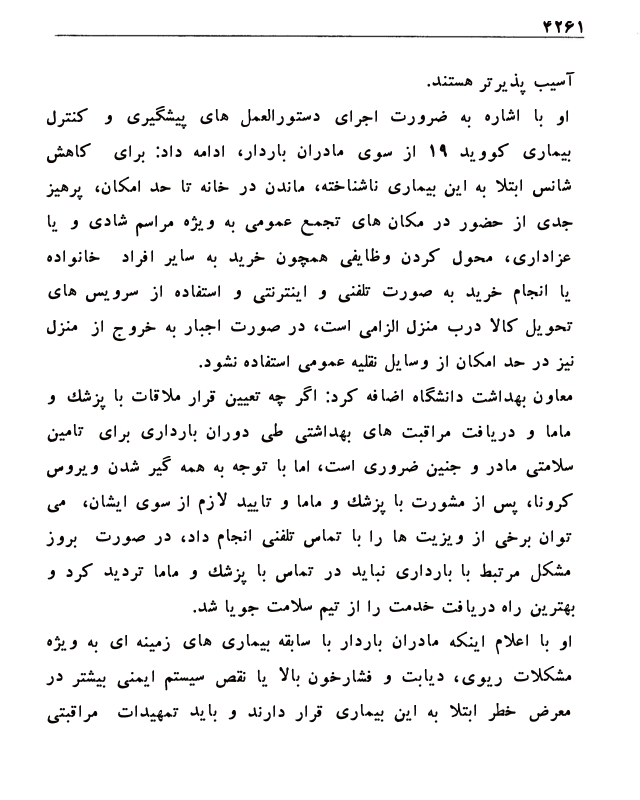 ۴۲۶۱
آسیب پذیرتر هستند.
او با اشاره به ضرورت اجرای دستورالعمل های پیشگیری و کنترل
بیماری کووید ۱۹ از سوی مادران باردار، ادامه داد: برای کاهش
شانس ابتلا به این بیماری ناشناخته، ماندن در خانه تا حد امکان، پرهیز
جدی از حضور در مکان های تجمع عمومی به ویژه مراسم شادی و یا
عزاداری، محول کردن وظایفی همچون خرید به سایر افراد خانواده
یا انجام خرید به صورت تلفنی و اینترنتی و استفاده از سرویس های
تحویل کالا درب منزل الزامی است، در صورت اجبار به خروج از منزل
نیز در حد امکان از وسایل نقلیه عمومی استفاده نشود.
معاون بهداشت دانشگاه اضافه کرد: اگر چه تعیین قرار ملاقات با پزشك و
ماما و دریافت مراقبت های بهداشتی طی دوران بارداری برای تامین
سلامتی مادر و جنین ضروری است، اما با توجه به همه گیر شدن ویروس
کرونا، پس از مشورت با پزشك و ماما و تایید لازم از سوی ایشان، می
توان برخی از ویزیت ها را با تماس تلفنی انجام داد، در صورت بروز
مشکل مرتبط با بارداری نباید در تماس با پزشك و ماما تردید کرد و
بهترین راه دریافت خدمت را از تیم سلامت جویا شد.
او با اعلام اینکه مادران باردار با سابقه بیماری های زمینه ای به ویژه
مشکلات ریوی، دیابت و فشارخون بالا یا نقص سیستم ایمنی بیشتر در
معرض خطر ابتلا به این بیماری قرار دارند و باید تمهیدات مراقبتی